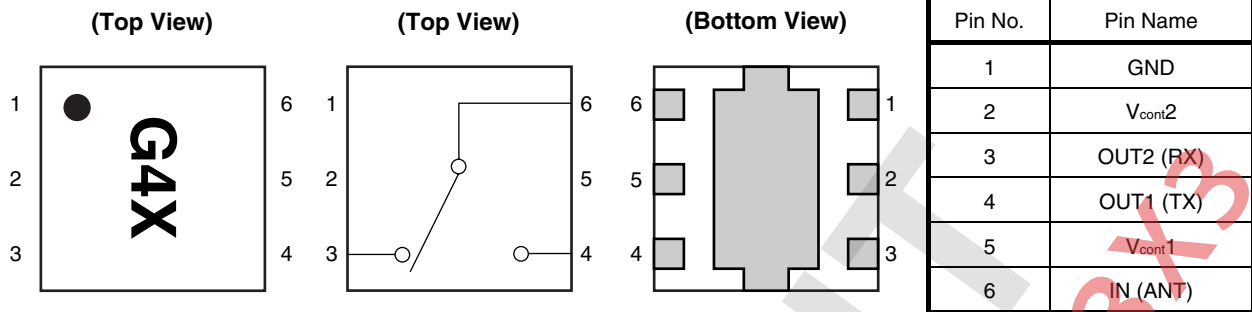 (Top View)
1 6
2 5
3 4
G4X
(Top View)
1 6
2 5
3 4
(Bottom View)
6 1
5 2
4 3
Pin No. Pin Name
1 GND
2 Vcont2
3 OUT2 (RX)
4 OUT1 (TX)
5 Vcont1
6 IN (ANT)